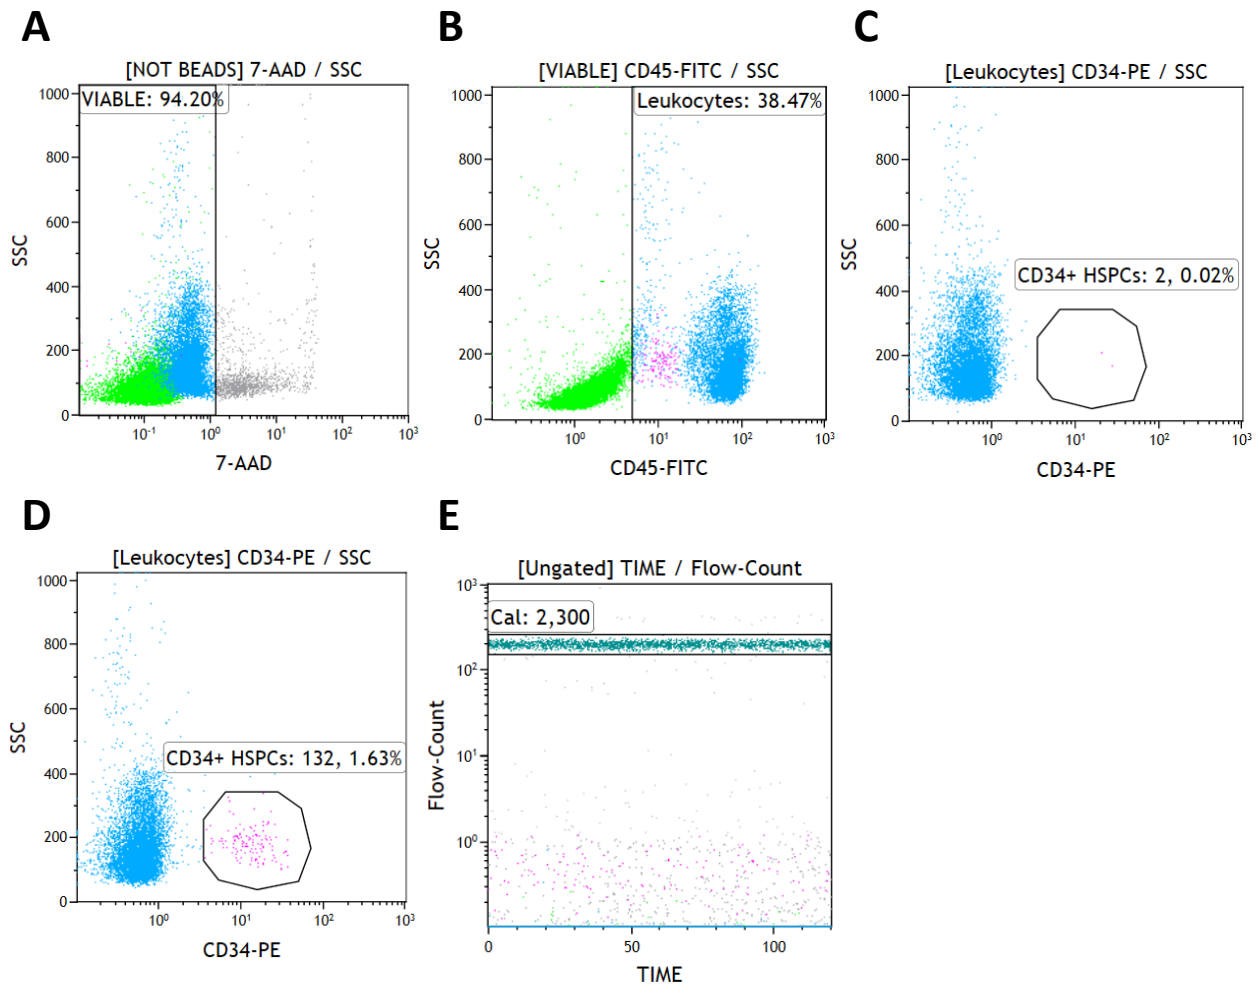 A
[NOT BEADS] 7-AAD / SSC
VIABLE: 94.20%
1000
800
600
400
200
0
SSC
10-1
100
101
102
103
7-AAD
B
[VIABLE] CD45-FITC / SSC
Leukocytes: 38.47%
1000
800
600
400
200
0
SSC
100
101
102
103
CD45-FITC
C
[Leukocytes] CD34-PE / SSC
CD34+ HSPCs: 2, 0.02%
1000
800
600
400
200
0
SSC
100
101
102
103
CD34-PE
D
[Leukocytes] CD34-PE / SSC
CD34+ HSPCs: 132, 1.63%
1000
800
600
400
200
0
SSC
100
101
102
103
CD34-PE
E
[Ungated] TIME / Flow-Count
Cal: 2,300
103
102
101
100
Flow-Count
0
50
100
TIME